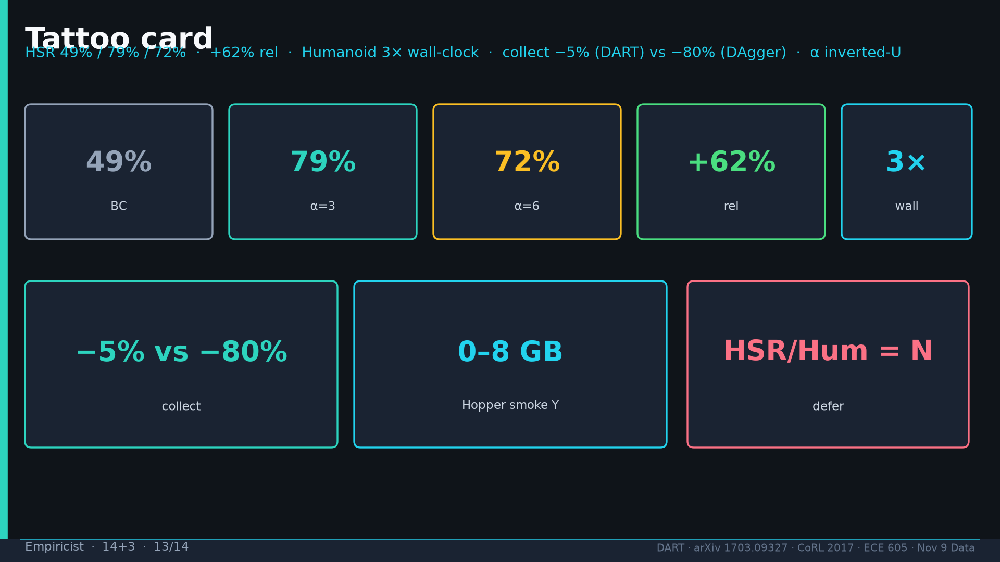 Tattoo card
HSR 49% / 79% / 72%  ·  +62% rel  ·  Humanoid 3× wall-clock  ·  collect −5% (DART) vs −80% (DAgger)  ·  α inverted-U
49%
BC
79%
α=3
72%
α=6
+62%
rel
3×
wall
−5% vs −80%
collect
0–8 GB
Hopper smoke Y
HSR/Hum = N
defer
Empiricist  ·  14+3  ·  13/14
DART · arXiv 1703.09327 · CoRL 2017 · ECE 605 · Nov 9 Data